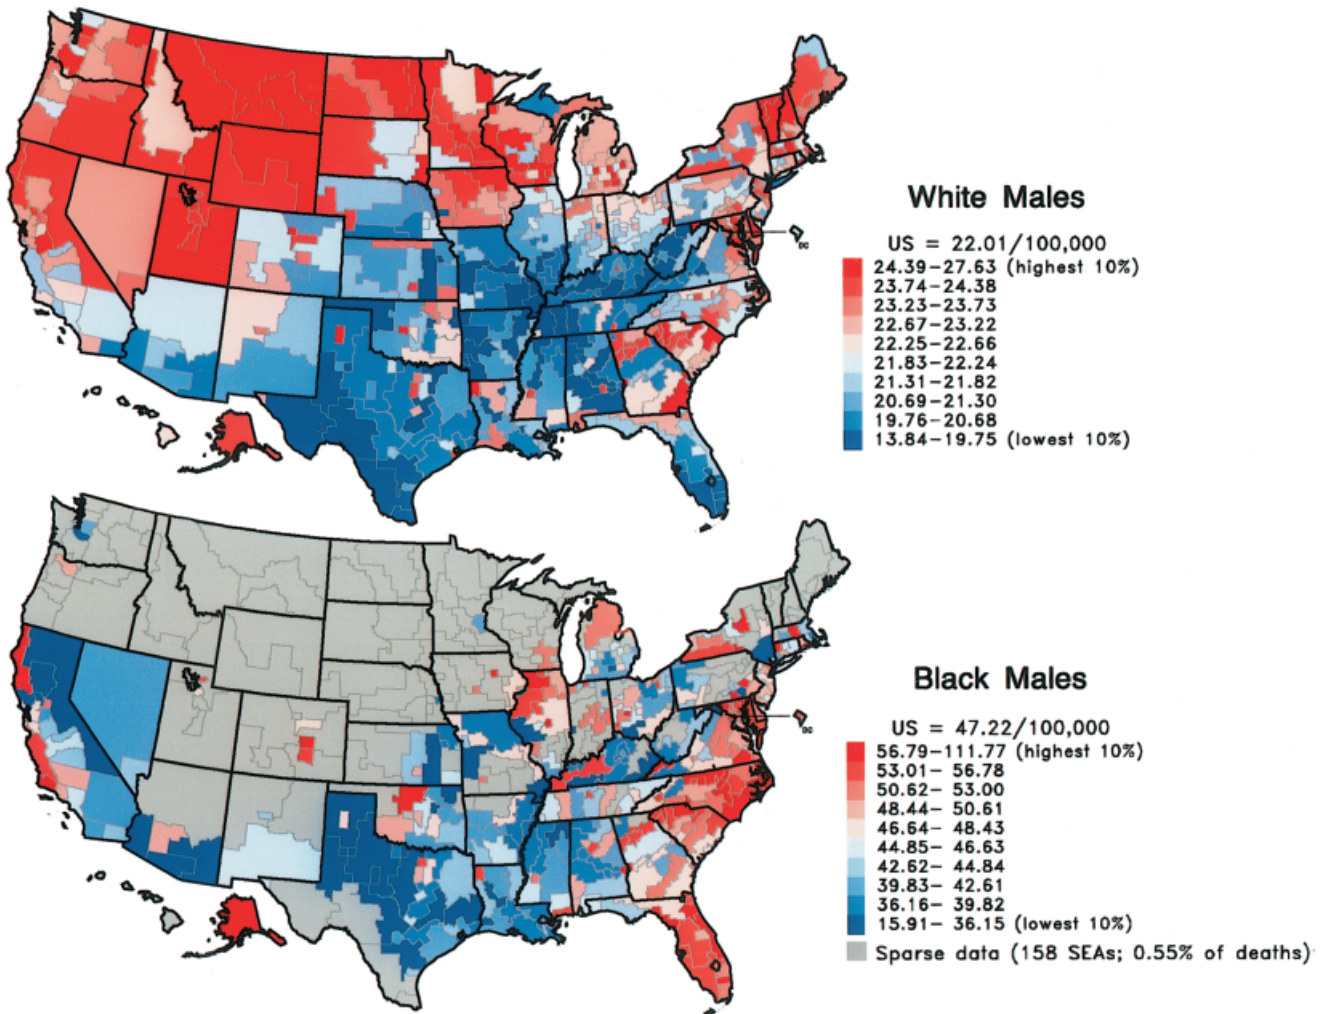 White Males
US = 22.01/100,000
24.39–27.63 (highest 10%)
23.74–24.38
23.23–23.73
22.67–23.22
22.25–22.66
21.83–22.24
21.31–21.82
20.69–21.30
19.76–20.68
13.84–19.75 (lowest 10%)
DC
Black Males
US = 47.22/100,000
56.79–111.77 (highest 10%)
53.01– 56.78
50.62– 53.00
48.44– 50.61
46.64– 48.43
44.85– 46.63
42.62– 44.84
39.83– 42.61
36.16– 39.82
15.91– 36.15 (lowest 10%)
Sparse data (158 SEAs; 0.55% of deaths)
DC